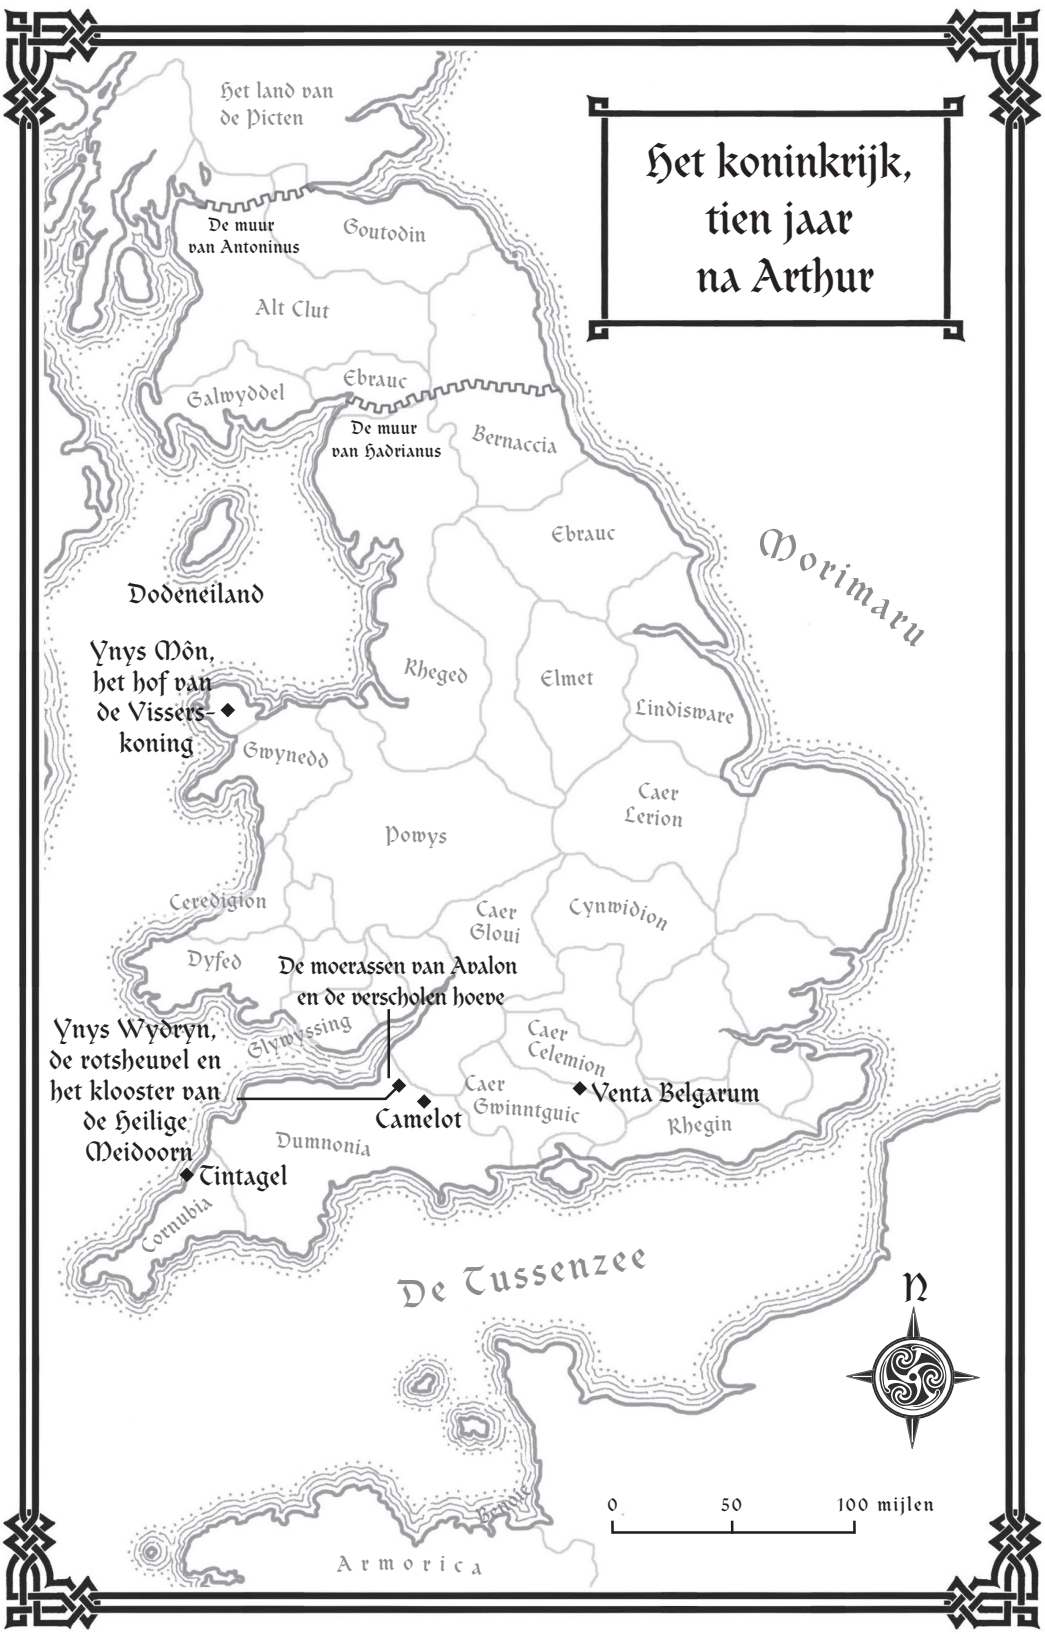 Het koninkrijk,
tien jaar
na Arthur
Het land van
de Picten
De muur
van Antoninus
Goutodin
Alt Clut
Galwyddel
Ebrauc
De muur
van Hadrianus
Bernaccia
Ebrauc
Morimaru
Dodeneiland
Ynys Môn,
het hof van
de Vissers-
koning
Rheged
Elmet
Lindisware
Gwynedd
Caer
Lerion
Powys
Ceredigion
Caer
Gloui
Cynwidion
Dyfed
De moerassen van Avalon
en de verscholen hoeve
Glywyssing
Ynys Wydryn,
de rotsheuvel en
het klooster van
de Heilige
Meidoorn
Caer
Celemion
Caer
Gwinntguic
Venta Belgarum
Camelot
Rhegin
Dumnonia
Tintagel
Cornubia
De Tussenzee
N
0 50 100 mijlen
Armorica